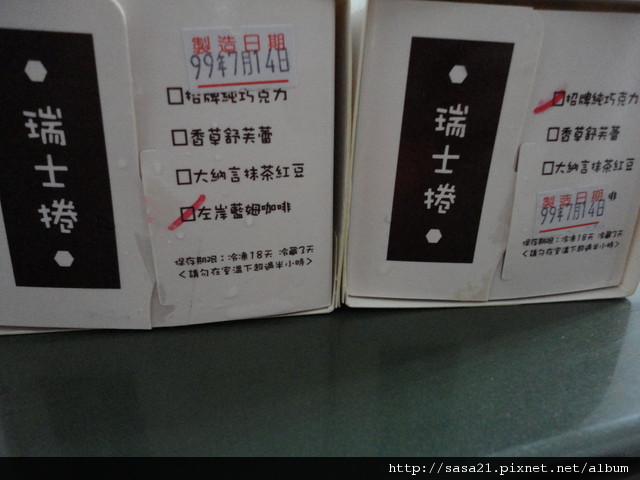 瑞士捲
製造日期
99年7月14日
招牌純巧克力
香草舒芙蕾
大納言抹茶紅豆
左岸藍姆咖啡
保存期限：冷凍18天 冷藏3天
<請勿在室溫下超過半小時>
瑞士捲
招牌純巧克力
香草舒芙蕾
大納言抹茶紅豆
製造日期
99年7月14日
啡
保存期限：冷凍18天 冷藏3天
<請勿在室溫下超過半小時>
http://sasa21.pixnet.net/album